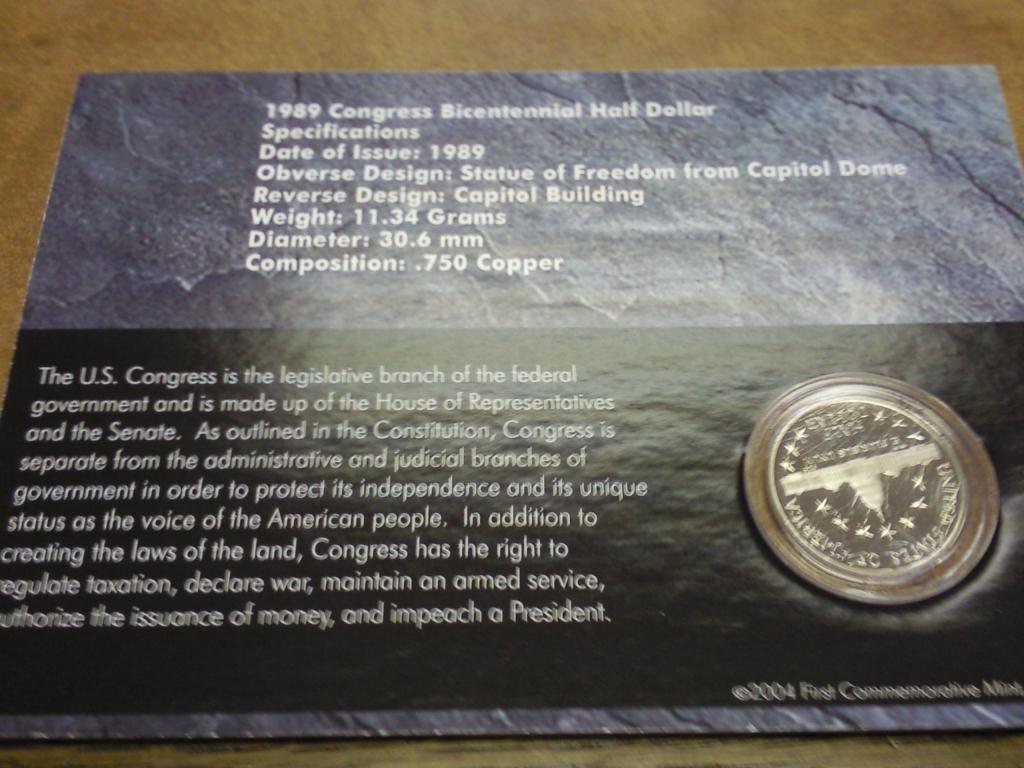 1989 Congress Bicentennial Half Dollar
Specifications
Date of Issue: 1989
Obverse Design: Statue of Freedom from Capitol Dome
Reverse Design: Capitol Building
Weight: 11.34 Grams
Diameter: 30.6 mm
Composition: .750 Copper
The U.S. Congress is the legislative branch of the federal
government and is made up of the House of Representatives
and the Senate. As outlined in the Constitution, Congress is
separate from the administrative and judicial branches of
government in order to protect its independence and its unique
status as the voice of the American people. In addition to
creating the laws of the land, Congress has the right to
egulate taxation, declare war, maintain an armed service,
uthorize the issuance of money, and impeach a President.
UNITED STATES OF AMERICA
©2004 First Commemorative Mint,